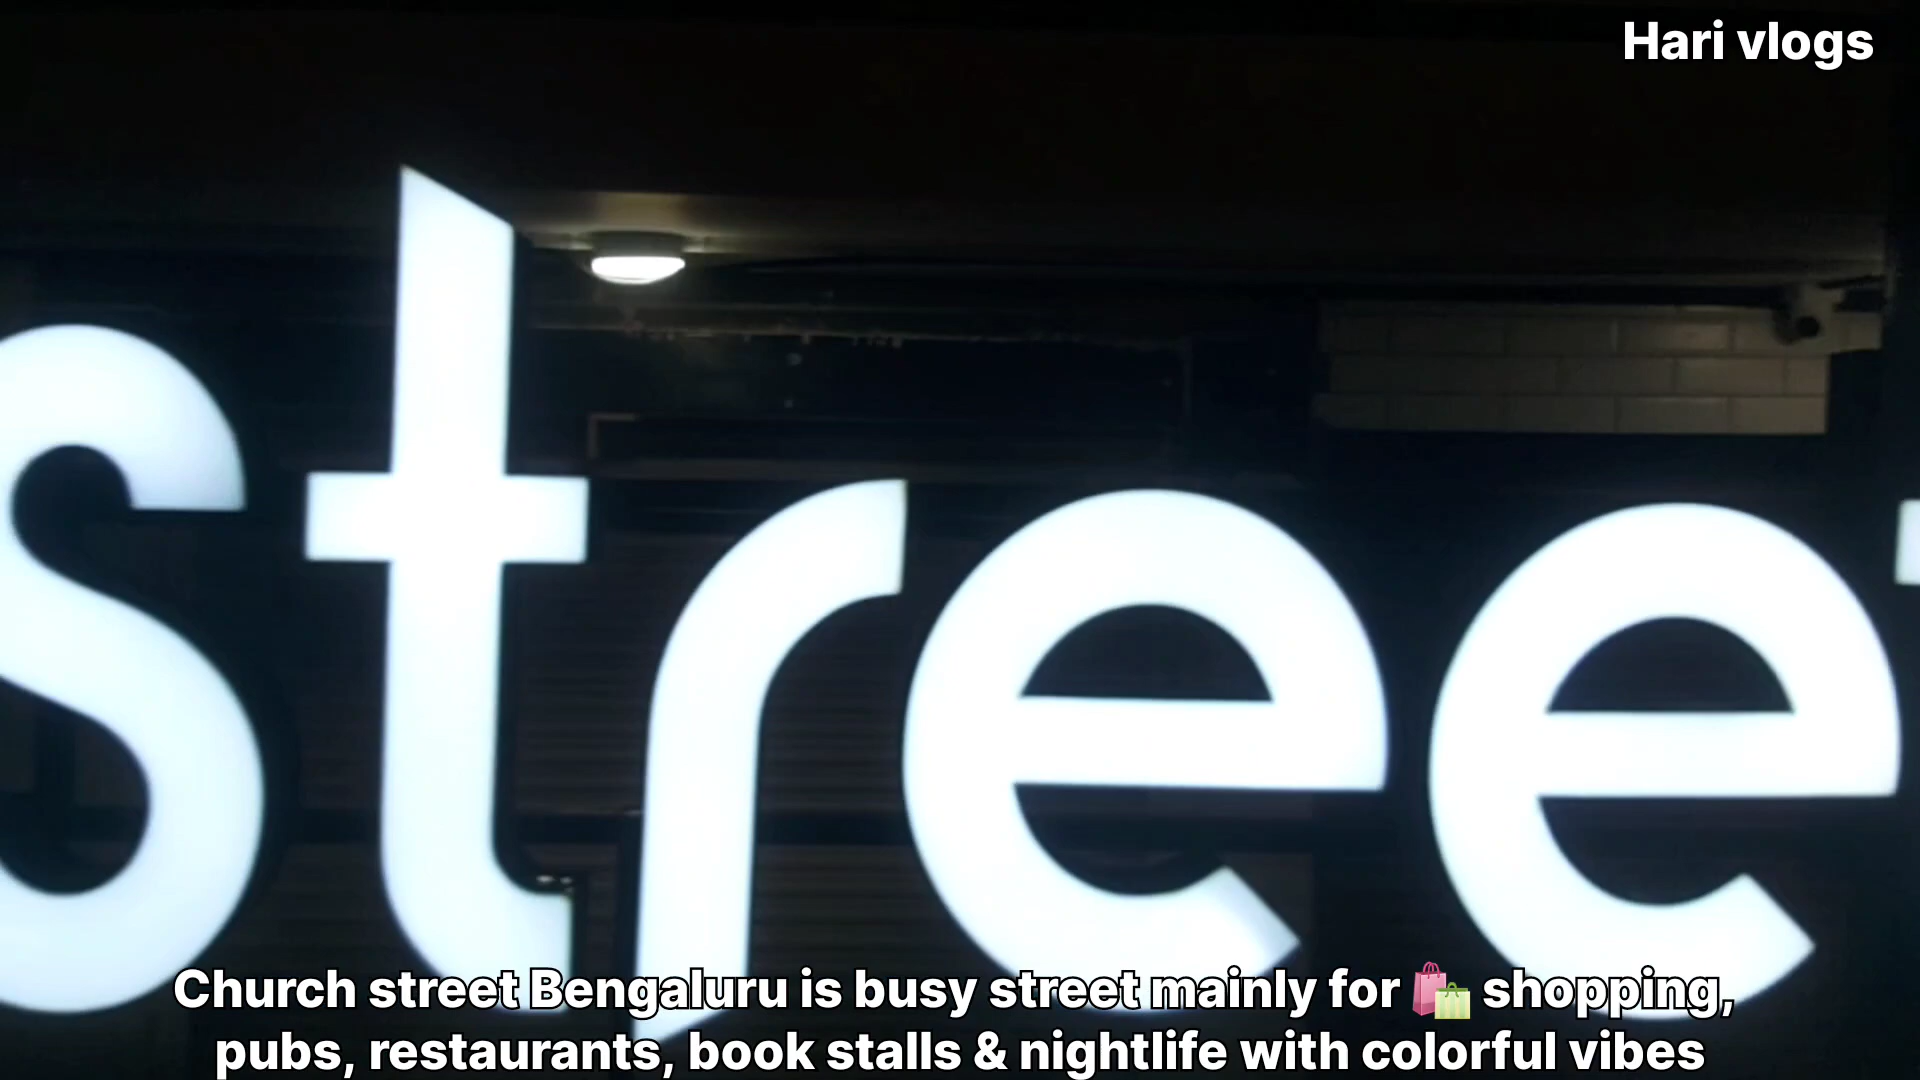 Hari vlogs
stree
Church street Bengaluru is busy street mainly for 🛍️ shopping,
pubs, restaurants, book stalls & nightlife with colorful vibes